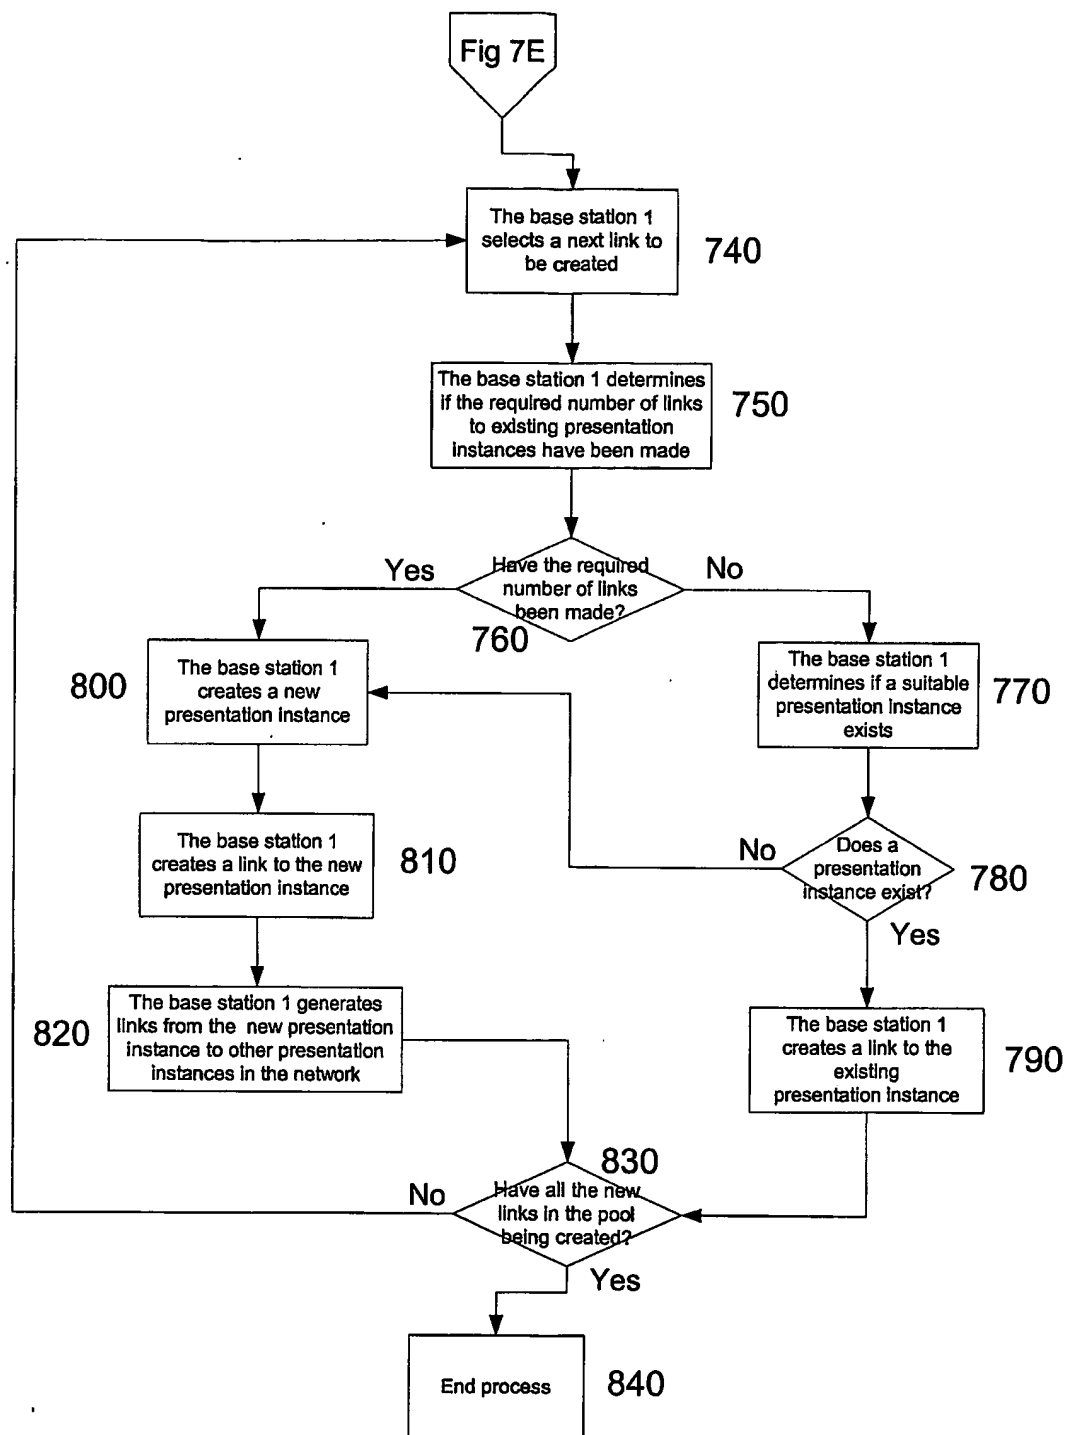 Fig 7E
The base station 1
selects a next link to
be created
740
The base station 1 determines
if the required number of links
to existing presentation
instances have been made
750
Have the required
number of links
been made?
Yes
No
760
The base station 1
creates a new
presentation instance
800
The base station 1
determines if a suitable
presentation instance
exists
770
The base station 1
creates a link to the new
presentation instance
810
Does a
presentation
instance exist?
No
780
Yes
The base station 1 generates
links from the new presentation
instance to other presentation
instances in the network
820
The base station 1
creates a link to the
existing
presentation instance
790
830
Have all the new
links in the pool
being created?
No
Yes
End process
840